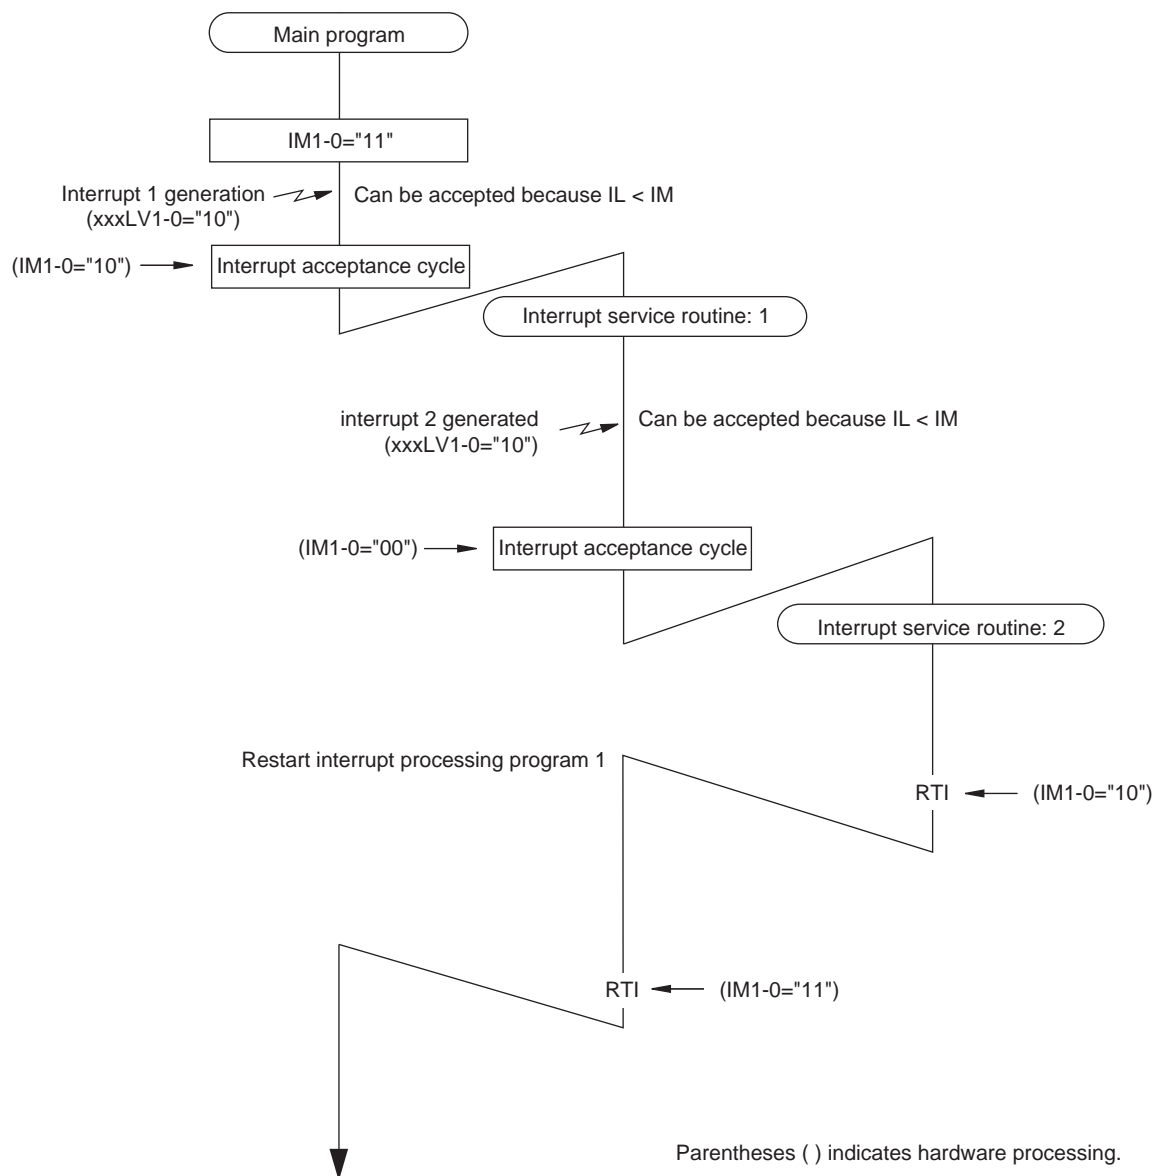 Main program
IM1-0="11"
Interrupt 1 generation
(xxxLV1-0="10")
Can be accepted because IL < IM
(IM1-0="10")
Interrupt acceptance cycle
Interrupt service routine: 1
interrupt 2 generated
(xxxLV1-0="10")
Can be accepted because IL < IM
(IM1-0="00")
Interrupt acceptance cycle
Interrupt service routine: 2
Restart interrupt processing program 1
RTI
(IM1-0="10")
RTI
(IM1-0="11")
Parentheses ( ) indicates hardware processing.